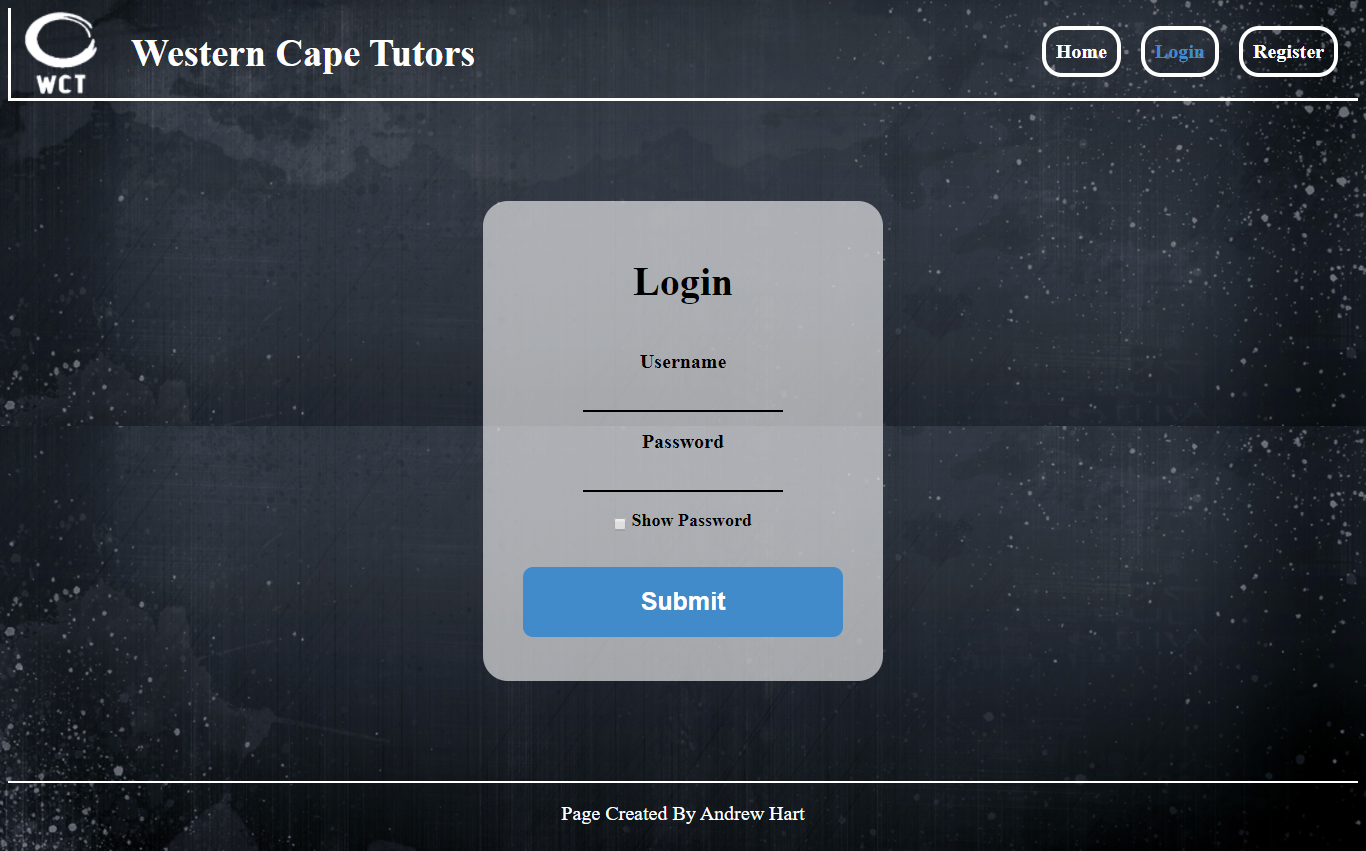 WCT
Western Cape Tutors
Home
Login
Register
Login
Username
Password
Show Password
Submit
Page Created By Andrew Hart